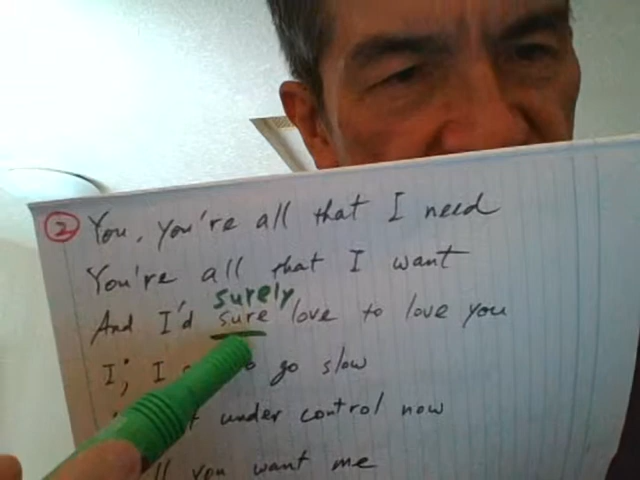 ② You, you're all that I need
You're all that I want
surely
And I'd sure love to love you
I; I go slow
under control now
you want me